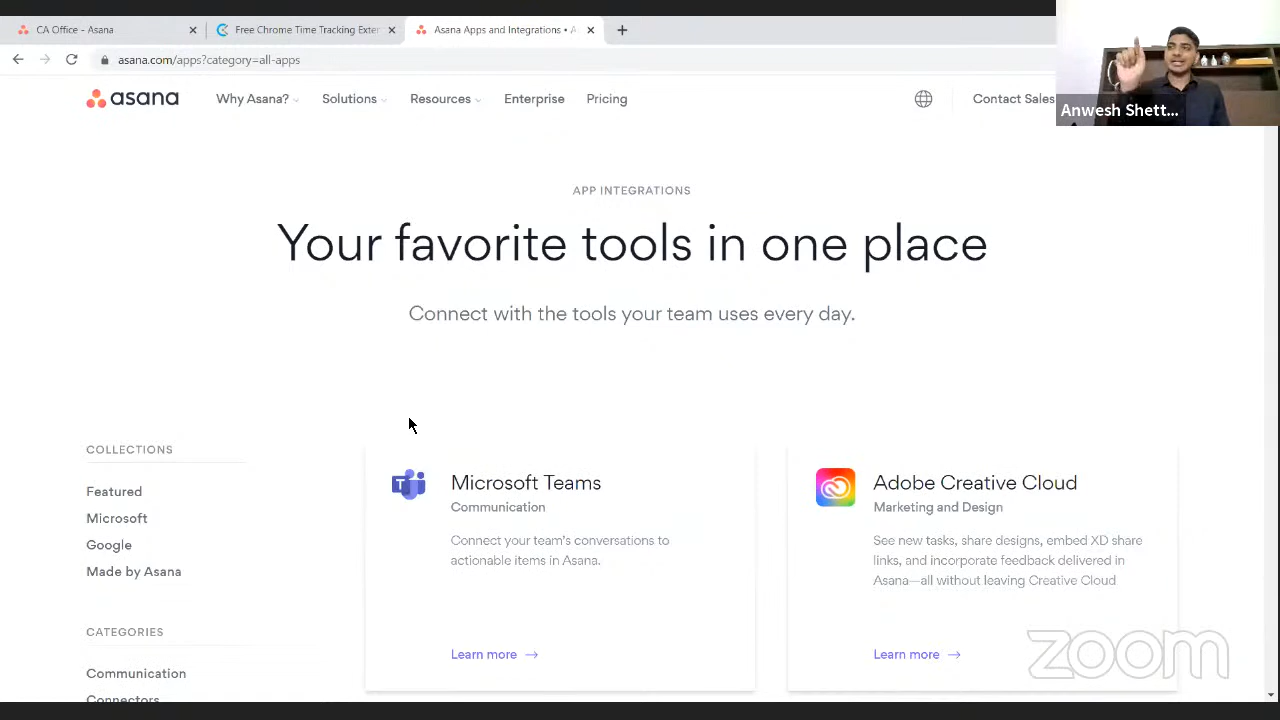 CA Office - Asana
Free Chrome Time Tracking Exter
Asana Apps and Integrations • A
asana.com/apps?category=all-apps
asana
Why Asana?
Solutions
Resources
Enterprise
Pricing
Contact Sales
Anwesh Shett...
APP INTEGRATIONS
Your favorite tools in one place
Connect with the tools your team uses every day.
COLLECTIONS
Featured
Microsoft
Google
Made by Asana
CATEGORIES
Communication
Connectors
Microsoft Teams
Communication
Connect your team's conversations to
actionable items in Asana.
Learn more
Adobe Creative Cloud
Marketing and Design
See new tasks, share designs, embed XD share
links, and incorporate feedback delivered in
Asana—all without leaving Creative Cloud
Learn more
zoom